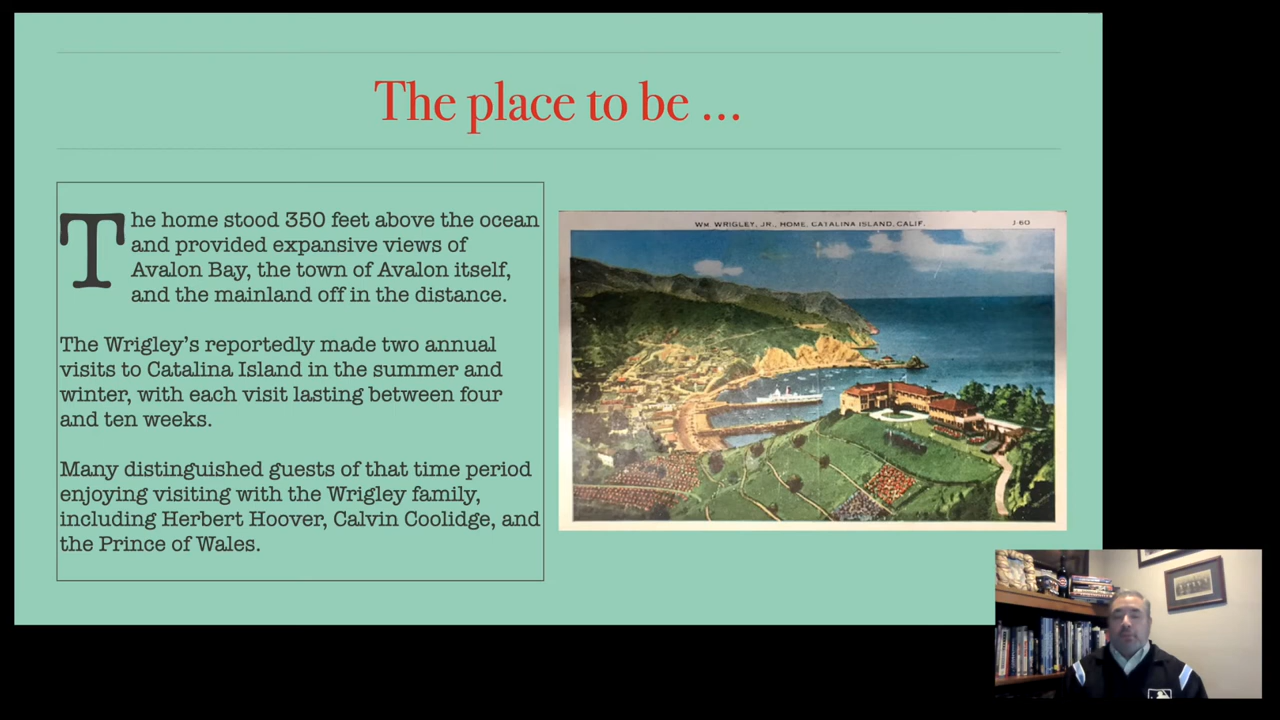 The place to be ...
The home stood 350 feet above the ocean
and provided expansive views of
Avalon Bay, the town of Avalon itself,
and the mainland off in the distance.
The Wrigley’s reportedly made two annual
visits to Catalina Island in the summer and
winter, with each visit lasting between four
and ten weeks.
Many distinguished guests of that time period
enjoying visiting with the Wrigley family,
including Herbert Hoover, Calvin Coolidge, and
the Prince of Wales.
WM. WRIGLEY, JR., HOME, CATALINA ISLAND, CALIF.
J-60